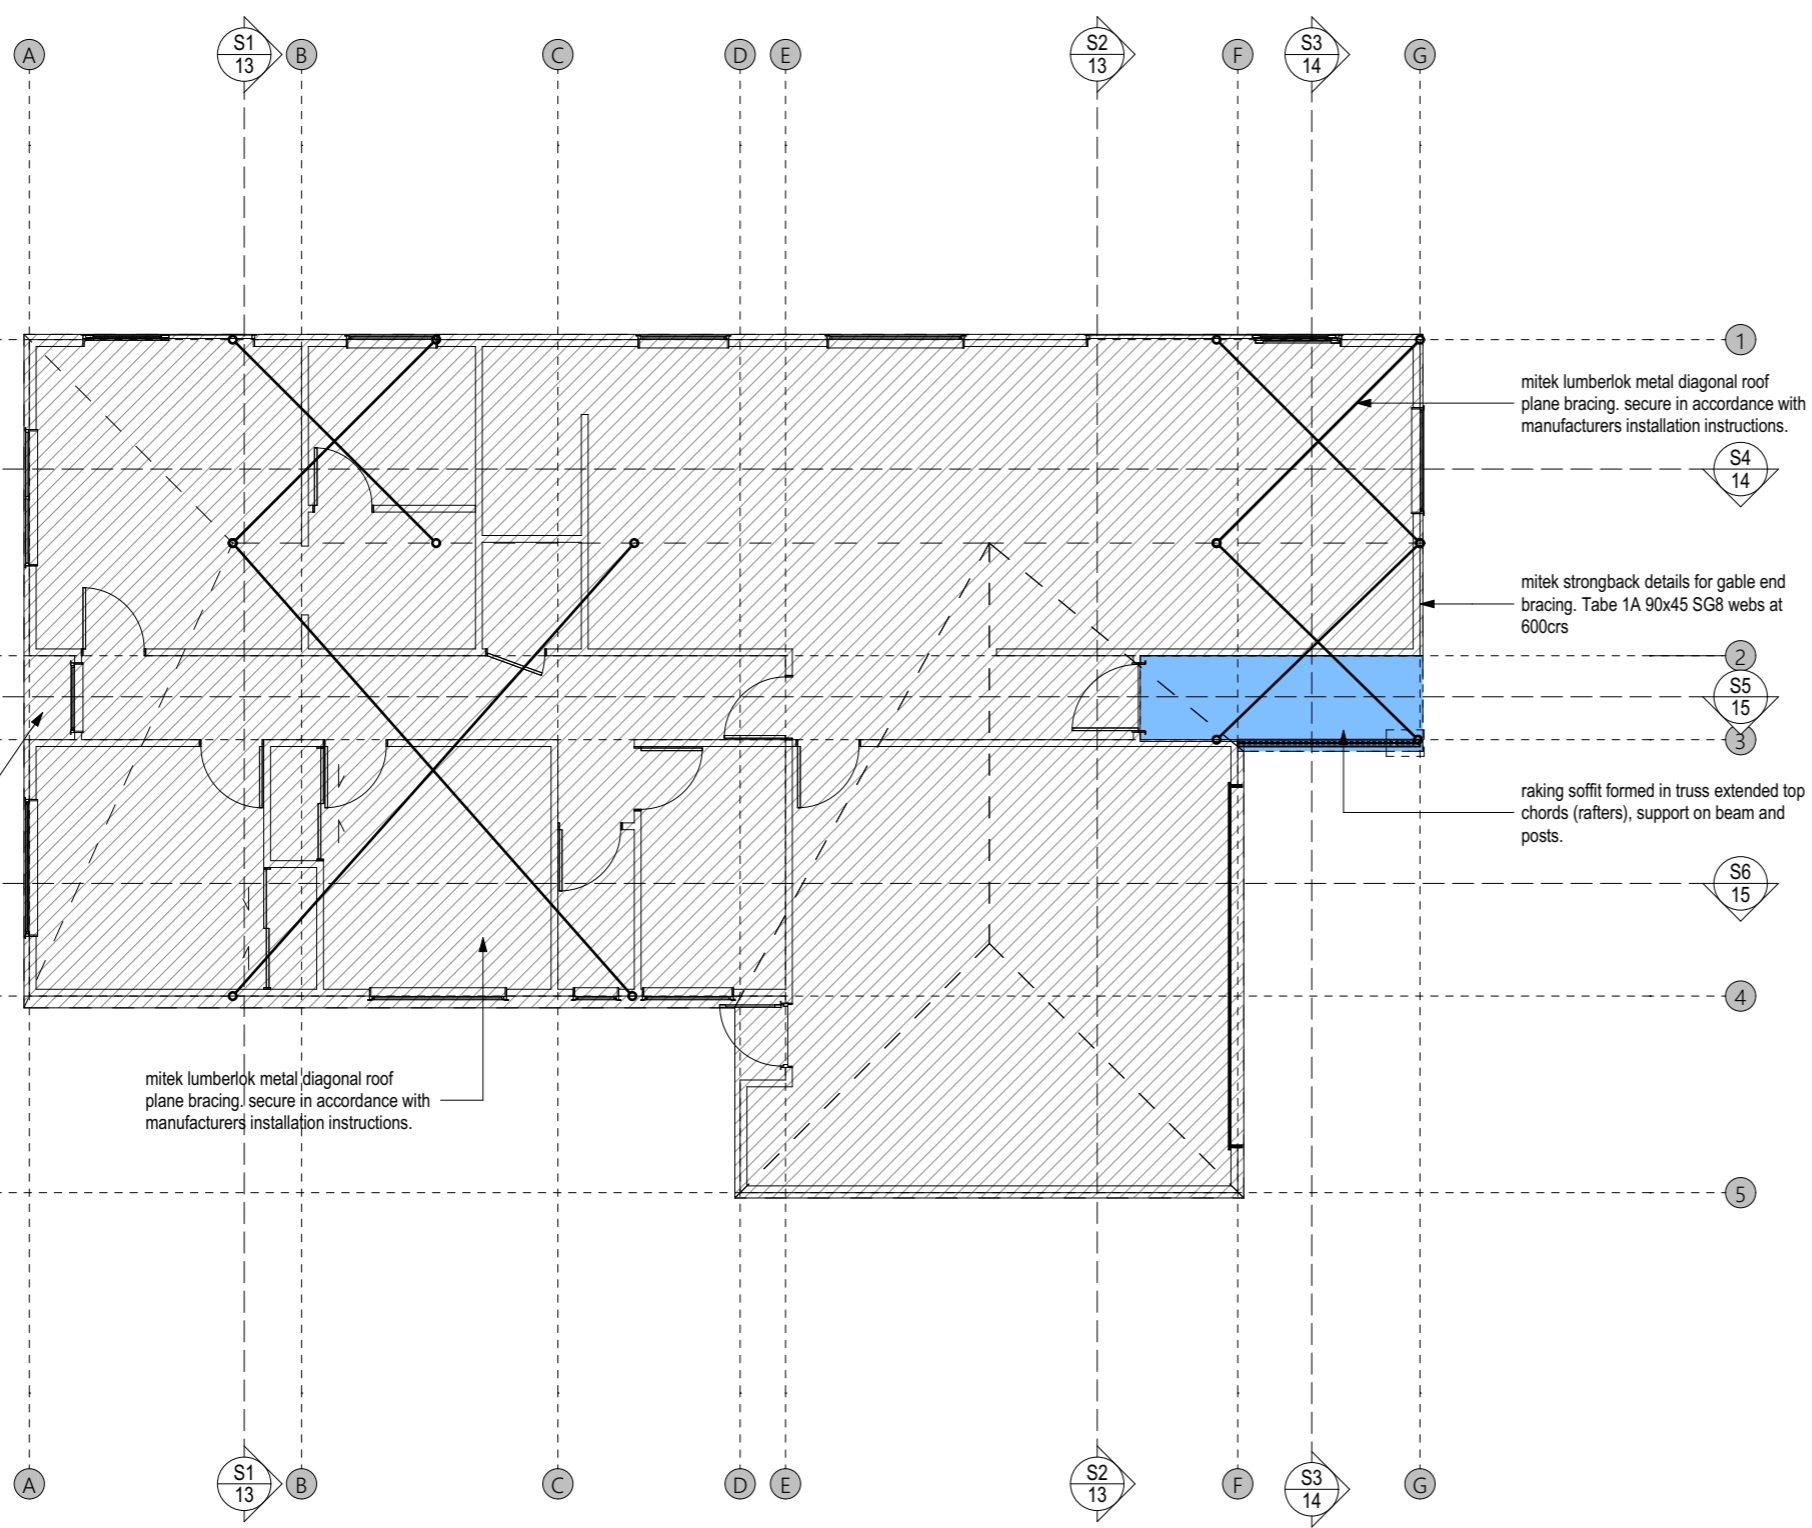 A
S1
13
B
C
D
E
S2
13
F
S3
14
G
1
mitek lumberlok metal diagonal roof
plane bracing. secure in accordance with
manufacturers installation instructions.
S4
14
mitek strongback details for gable end
bracing. Tabe 1A 90x45 SG8 webs at
600crs
2
S5
15
3
raking soffit formed in truss extended top
chords (rafters), support on beam and
posts.
S6
15
4
mitek lumberlok metal diagonal roof
plane bracing. secure in accordance with
manufacturers installation instructions.
5
A
S1
13
B
C
D
E
S2
13
F
S3
14
G